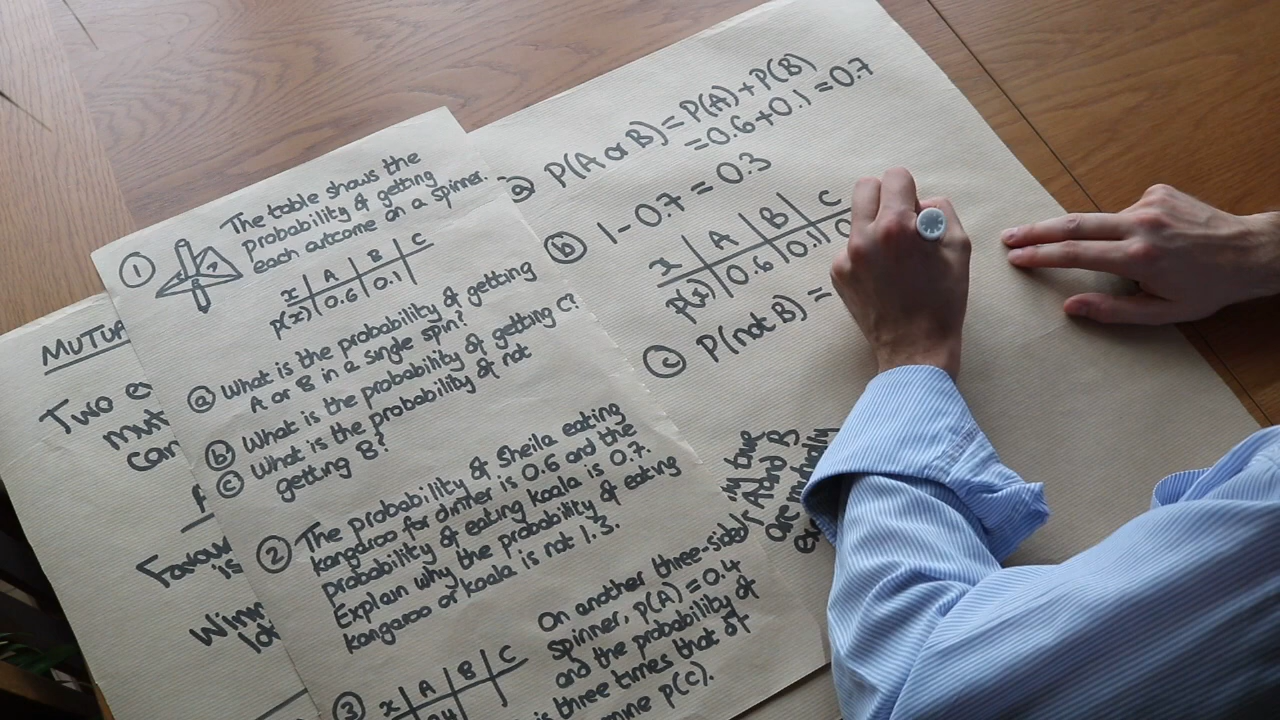 MUTUA
Two e
mut
can
Favou
is
Winn
①
The table shows the
probability of getting
each outcome on a spinner.
x A B C
p(x) 0.6 0.1
ⓐ What is the probability of getting
A or B in a single spin?
ⓑ What is the probability of getting C?
ⓒ What is the probability of not
getting B?
② The probability of Sheila eating
kangaroo for dinner is 0.6 and the
probability of eating koala is 0.7.
Explain why the probability of eating
kangaroo or koala is not 1.3.
③
x A B C
On another three-sided
spinner, p(A) = 0.4
and the probability of
is three times that of
mine p(C).
ⓐ P(A or B) = P(A) + P(B)
= 0.6 + 0.1 = 0.7
ⓑ 1 - 0.7 = 0.3
x A B C
p(x) 0.6 0.1 0
ⓒ P(not B) =
ly true
A and B
are mutually